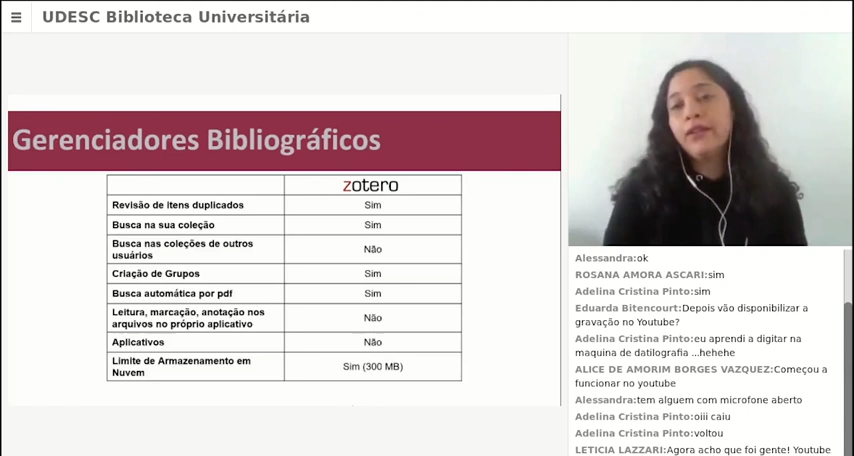 UDESC Biblioteca Universitária
Gerenciadores Bibliográficos
zotero
Revisão de itens duplicados Sim
Busca na sua coleção Sim
Busca nas coleções de outros
usuários Não
Criação de Grupos Sim
Busca automática por pdf Sim
Leitura, marcação, anotação nos
arquivos no próprio aplicativo Não
Aplicativos Não
Limite de Armazenamento em
Nuvem Sim (300 MB)
Alessandra:ok
ROSANA AMORA ASCARI:sim
Adelina Cristina Pinto:sim
Eduarda Bitencourt:Depois vão disponibilizar a
gravação no Youtube?
Adelina Cristina Pinto:eu aprendi a digitar na
maquina de datilografia ...hehehe
ALICE DE AMORIM BORGES VAZQUEZ:Começou a
funcionar no youtube
Alessandra:tem alguem com microfone aberto
Adelina Cristina Pinto:oiii caiu
Adelina Cristina Pinto:voltou
LETICIA LAZZARI:Agora acho que foi gente! Youtube